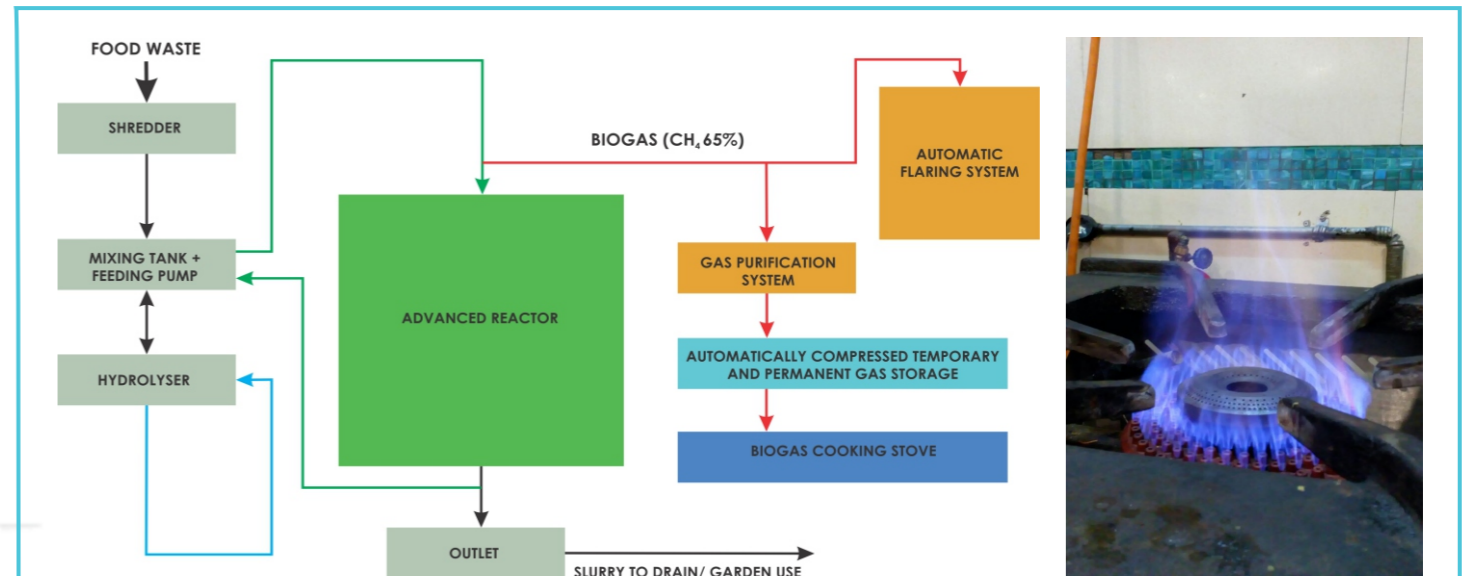 FOOD WASTE
SHREDDER
MIXING TANK +
FEEDING PUMP
HYDROLYSER
ADVANCED REACTOR
OUTLET
SLURRY TO DRAIN/ GARDEN USE
BIOGAS (CH₄ 65%)
AUTOMATIC
FLARING SYSTEM
GAS PURIFICATION
SYSTEM
AUTOMATICALLY COMPRESSED TEMPORARY
AND PERMANENT GAS STORAGE
BIOGAS COOKING STOVE